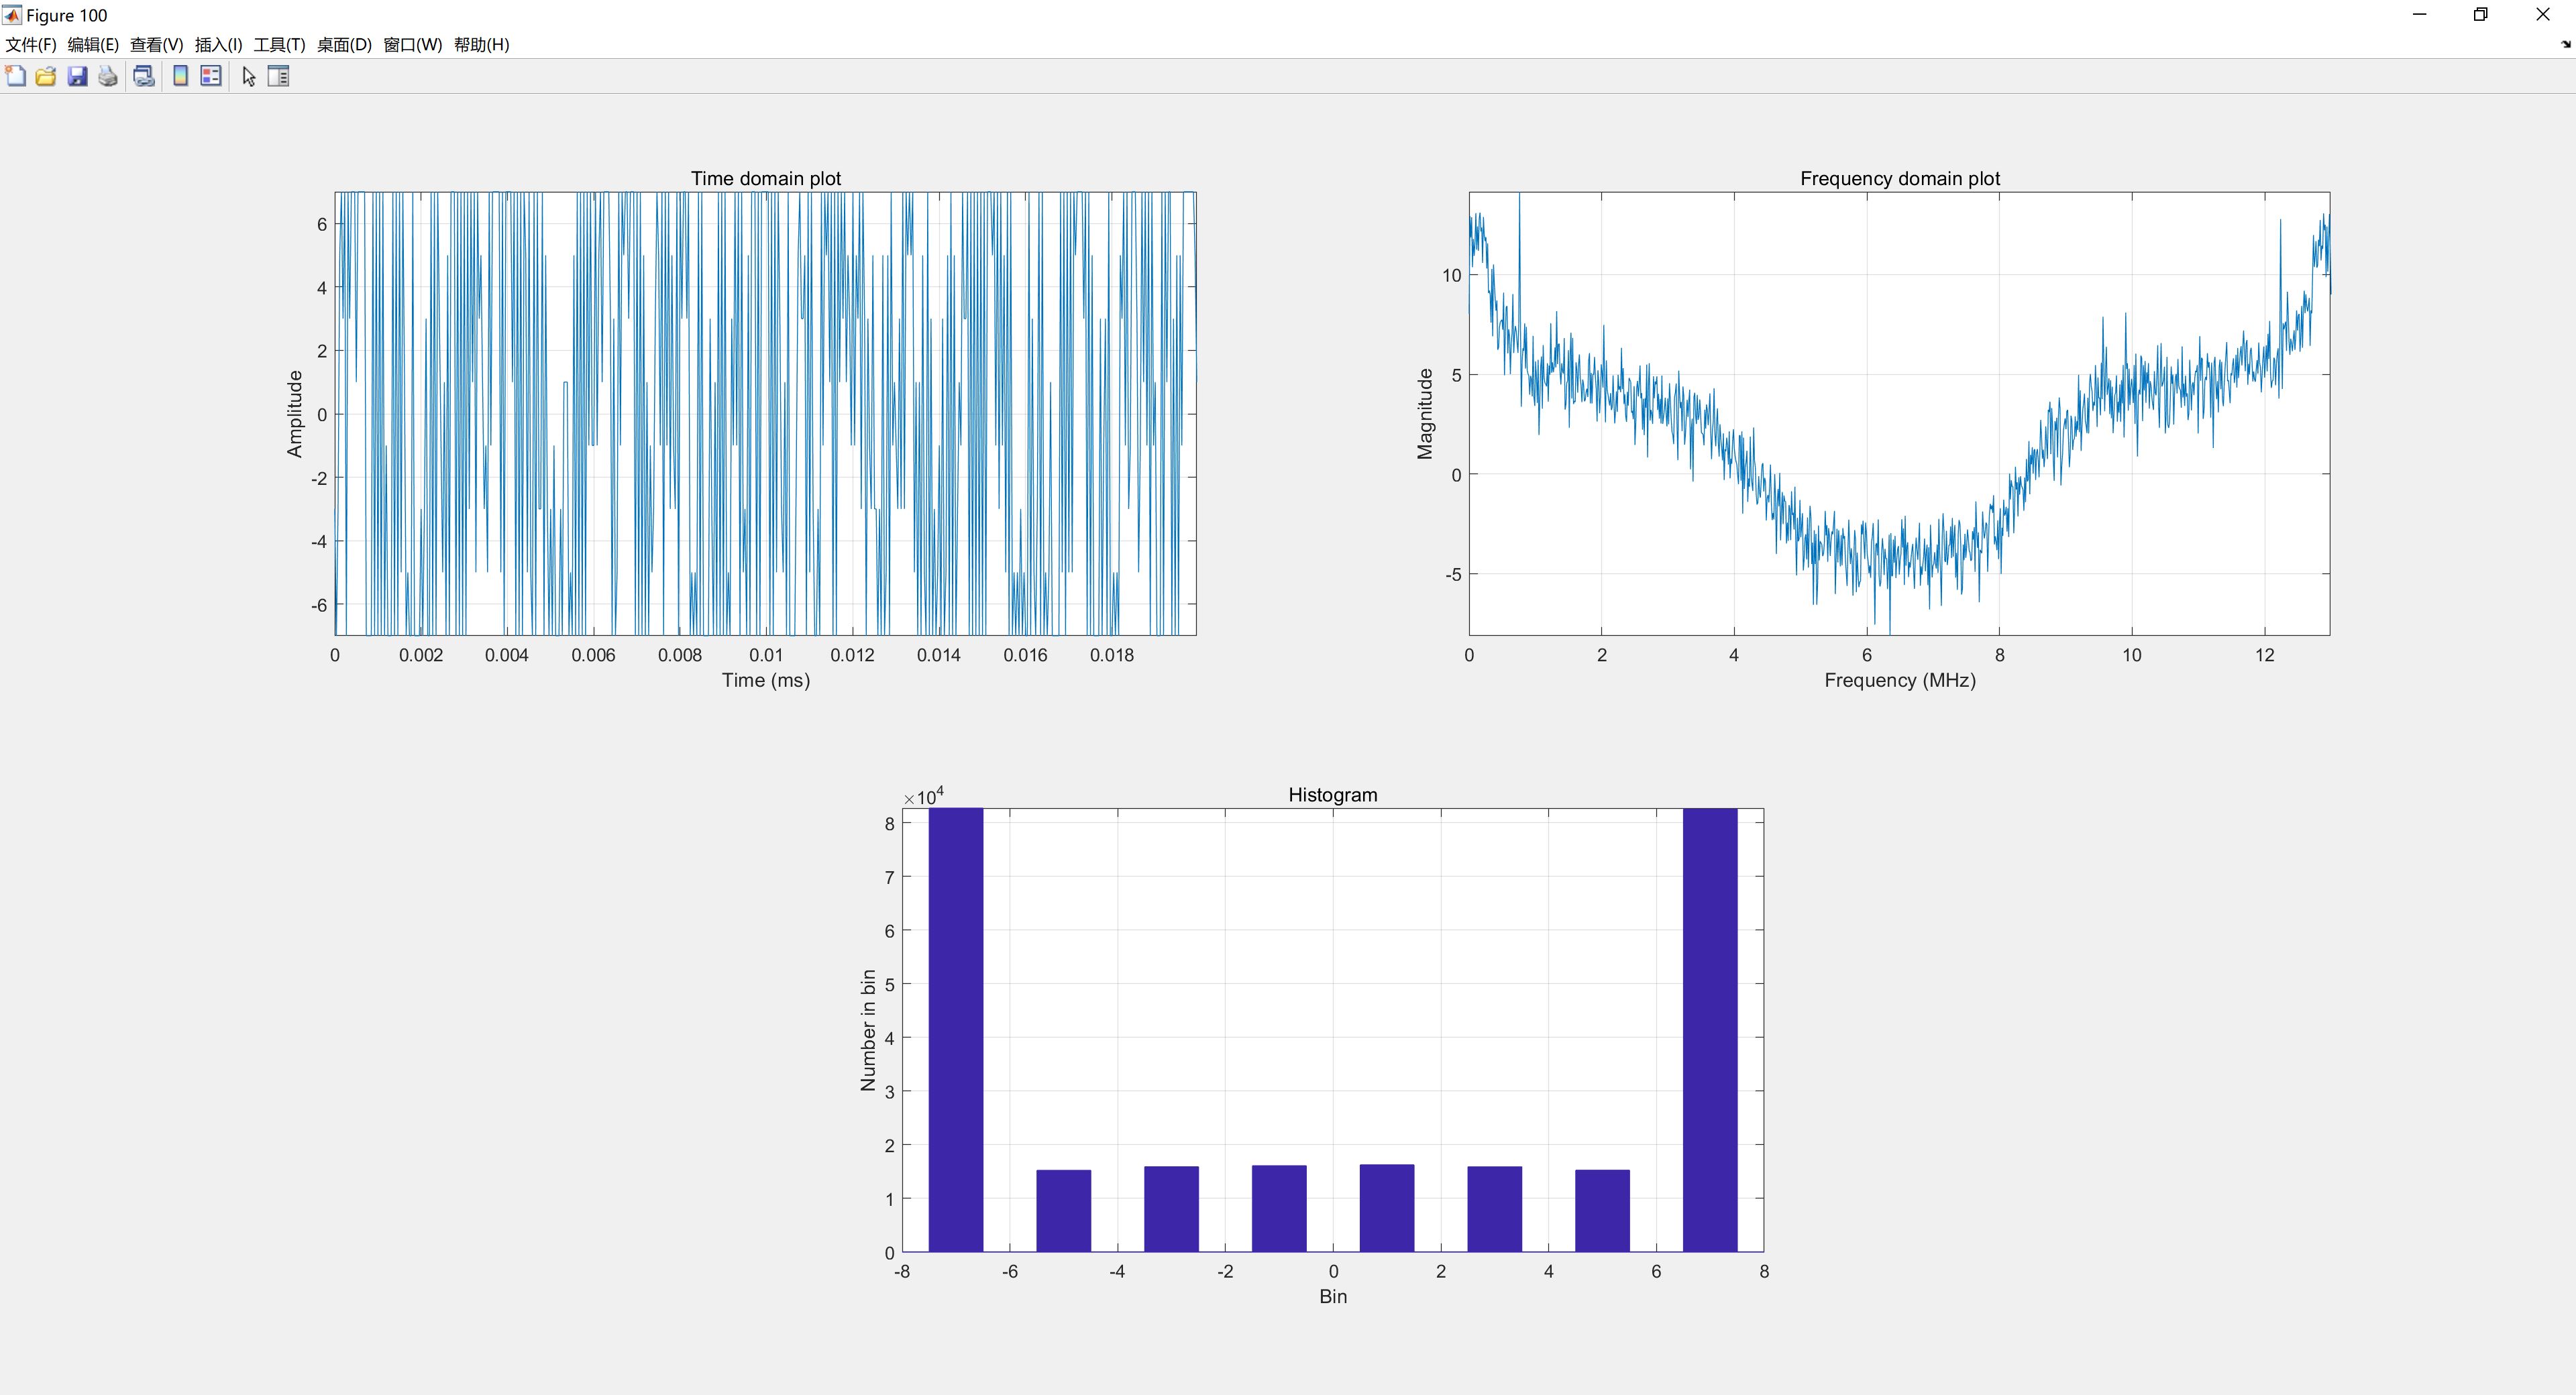 Figure 100
文件(F) 编辑(E) 查看(V) 插入(I) 工具(T) 桌面(D) 窗口(W) 帮助(H)
Time domain plot
6
4
2
0
-2
-4
-6
Amplitude
0 0.002 0.004 0.006 0.008 0.01 0.012 0.014 0.016 0.018
Time (ms)
Frequency domain plot
10
5
0
-5
Magnitude
0 2 4 6 8 10 12
Frequency (MHz)
Histogram
×10^4
8
7
6
5
4
3
2
1
0
Number in bin
-8 -6 -4 -2 0 2 4 6 8
Bin